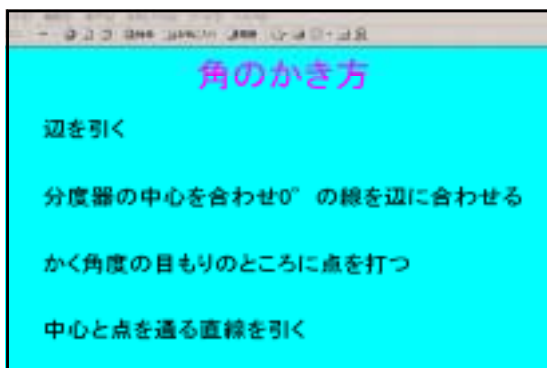 角のかき方
辺を引く
分度器の中心を合わせ0°の線を辺に合わせる
かく角度の目もりのところに点を打つ
中心と点を通る直線を引く